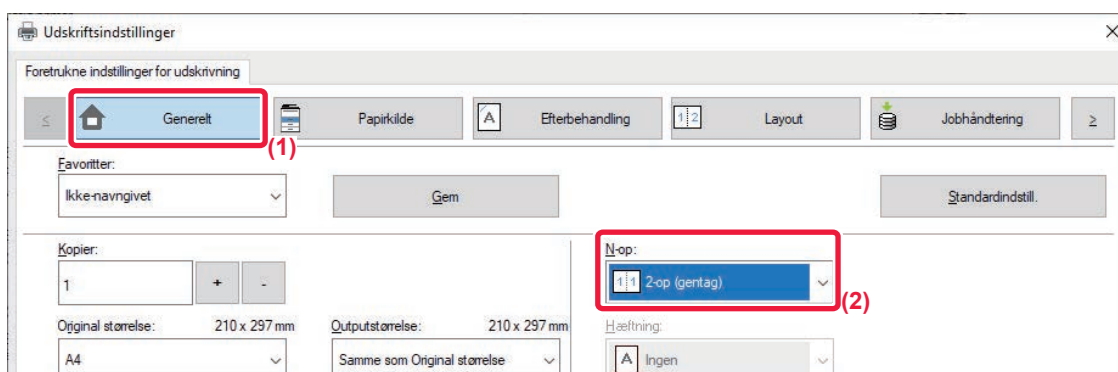 Udskriftsindstillinger
Foretrukne indstillinger for udskrivning
< Generelt Papirkilde A Efterbehandling 1 2 Layout Jobhåndtering >
(1)
Favoritter:
Ikke-navngivet Gem Standardindstill.
Kopier: N-op:
1 + - 1 1 2-op (gentag)
(2)
Original størrelse: 210 x 297 mm Outputstørrelse: 210 x 297 mm Hæftning:
A4 Samme som Original størrelse A Ingen